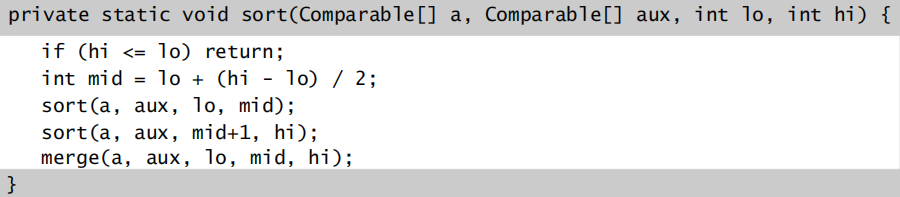 private static void sort(Comparable[] a, Comparable[] aux, int lo, int hi) {
if (hi <= lo) return;
int mid = lo + (hi - lo) / 2;
sort(a, aux, lo, mid);
sort(a, aux, mid+1, hi);
merge(a, aux, lo, mid, hi);
}